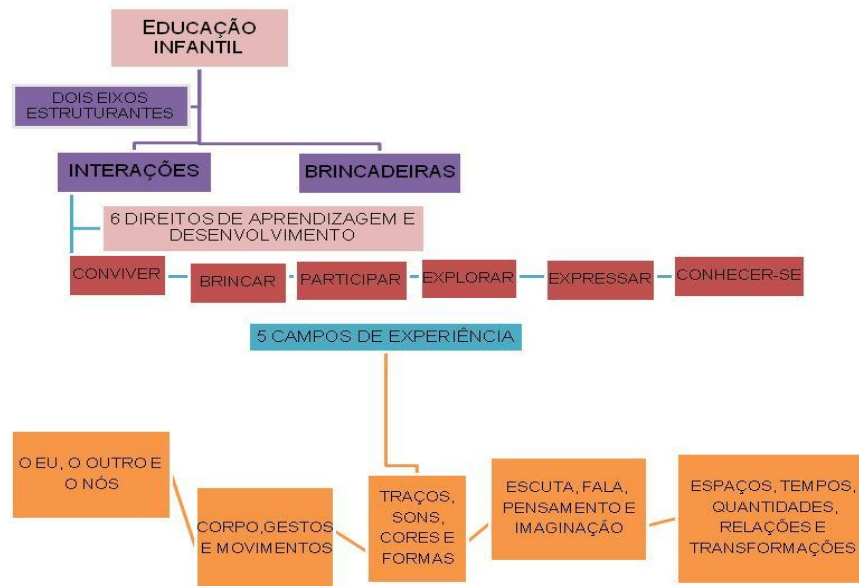 EDUCAÇÃO
INFANTIL
DOIS EIXOS
ESTRUTURANTES
INTERAÇÕES
BRINCADEIRAS
6 DIREITOS DE APRENDIZAGEM E
DESENVOLVIMENTO
CONVIVER
BRINCAR
PARTICIPAR
EXPLORAR
EXPRESSAR
CONHECER-SE
5 CAMPOS DE EXPERIÊNCIA
O EU, O OUTRO E
O NÓS
CORPO,GESTOS
E MOVIMENTOS
TRAÇOS,
SONS,
CORES E
FORMAS
ESCUTA, FALA,
PENSAMENTO E
IMAGINAÇÃO
ESPAÇOS, TEMPOS,
QUANTIDADES,
RELAÇÕES E
TRANSFORMAÇÕES